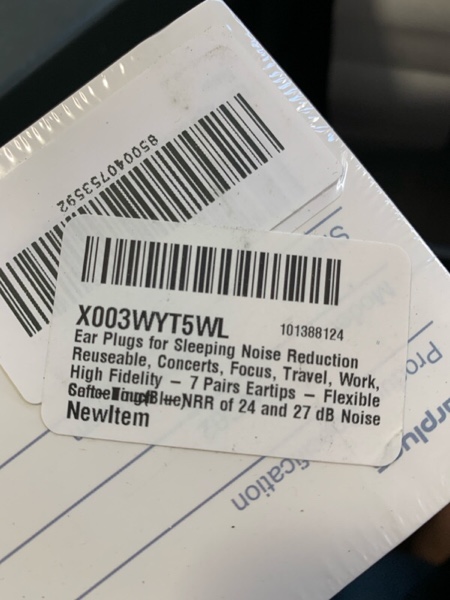 850040753592
X003WYT5WL
101388124
Ear Plugs for Sleeping Noise Reduction
Reuseable, Concerts, Focus, Travel, Work,
High Fidelity – 7 Pairs Eartips – Flexible
NRR of 24 and 27 dB Noise
NewItem
ification